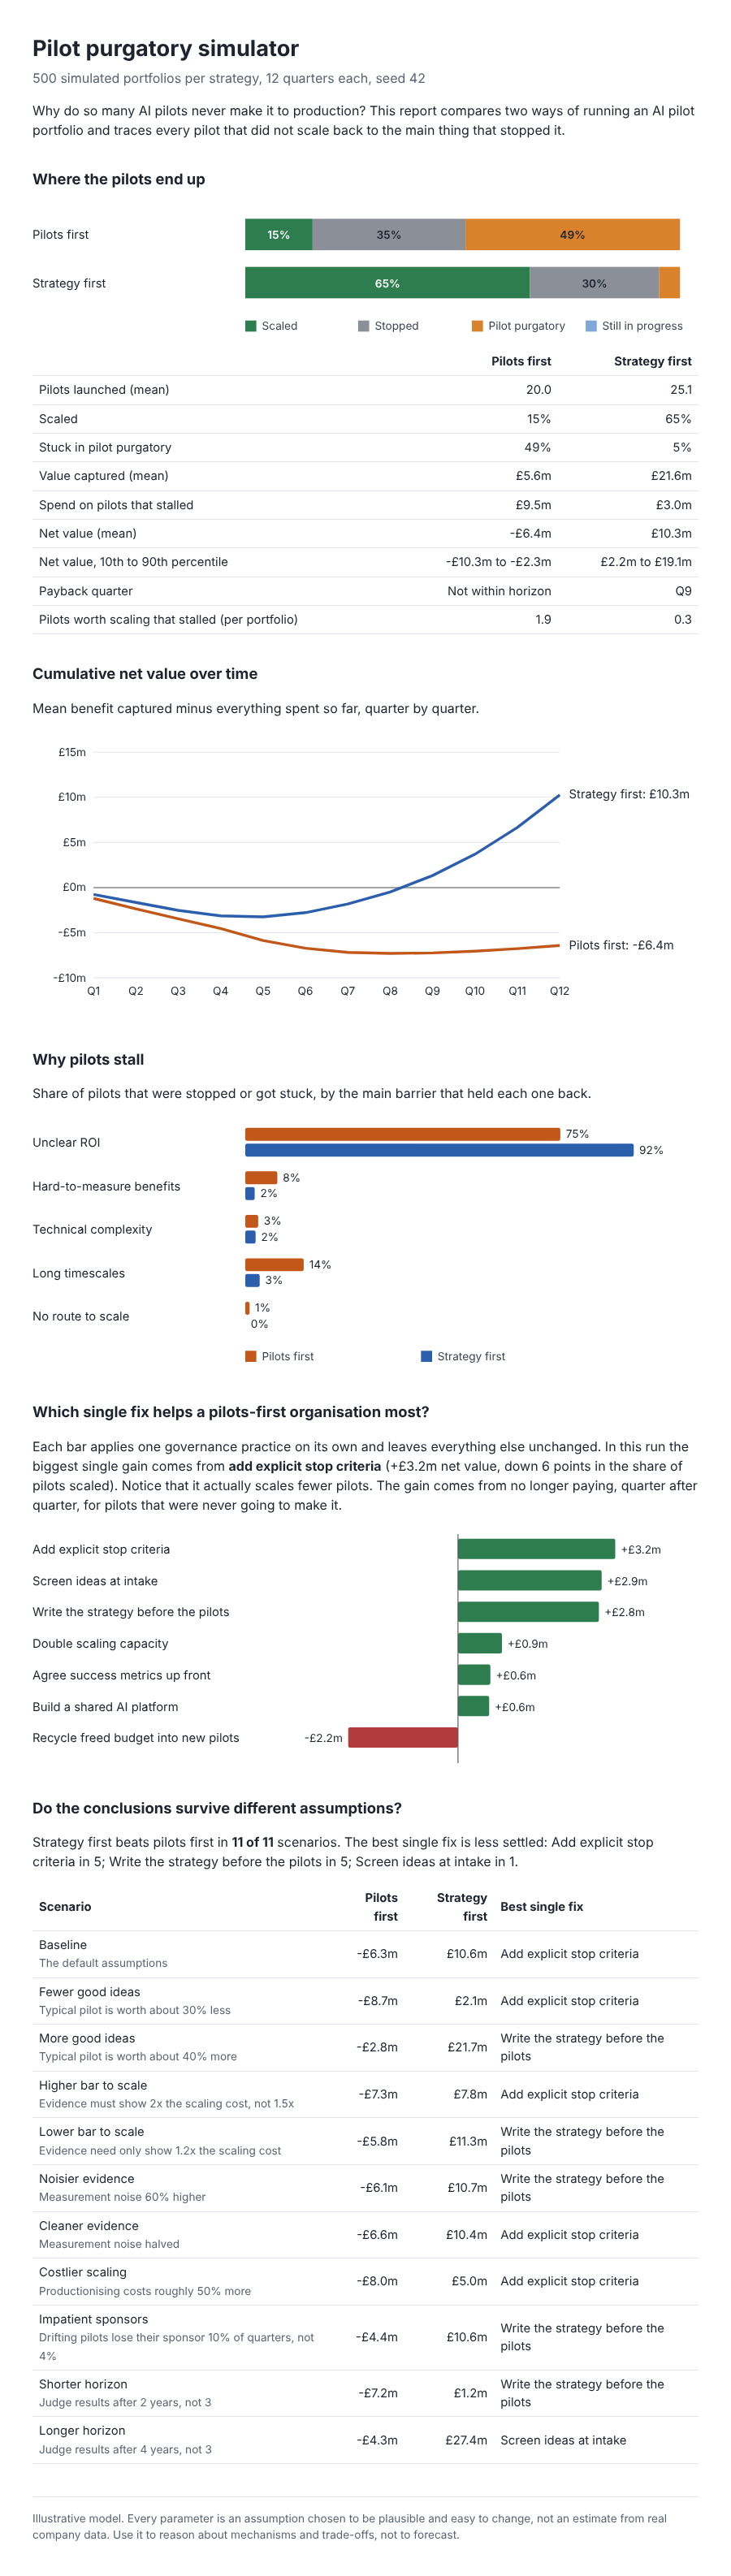 Pilot purgatory simulator
500 simulated portfolios per strategy, 12 quarters each, seed 42
Why do so many AI pilots never make it to production? This report compares two ways of running an AI pilot
portfolio and traces every pilot that did not scale back to the main thing that stopped it.
Where the pilots end up
Pilots first 15% 35% 49%
Strategy first 65% 30%
Scaled Stopped Pilot purgatory Still in progress
Pilots first Strategy first
Pilots launched (mean) 20.0 25.1
Scaled 15% 65%
Stuck in pilot purgatory 49% 5%
Value captured (mean) £5.6m £21.6m
Spend on pilots that stalled £9.5m £3.0m
Net value (mean) -£6.4m £10.3m
Net value, 10th to 90th percentile -£10.3m to -£2.3m £2.2m to £19.1m
Payback quarter Not within horizon Q9
Pilots worth scaling that stalled (per portfolio) 1.9 0.3
Cumulative net value over time
Mean benefit captured minus everything spent so far, quarter by quarter.
£15m
£10m Strategy first: £10.3m
£5m
£0m
-£5m Pilots first: -£6.4m
-£10m
Q1 Q2 Q3 Q4 Q5 Q6 Q7 Q8 Q9 Q10 Q11 Q12
Why pilots stall
Share of pilots that were stopped or got stuck, by the main barrier that held each one back.
Unclear ROI 75% 92%
Hard-to-measure benefits 8% 2%
Technical complexity 3% 2%
Long timescales 14% 3%
No route to scale 1% 0%
Pilots first Strategy first
Which single fix helps a pilots-first organisation most?
Each bar applies one governance practice on its own and leaves everything else unchanged. In this run the
biggest single gain comes from add explicit stop criteria (+£3.2m net value, down 6 points in the share of
pilots scaled). Notice that it actually scales fewer pilots. The gain comes from no longer paying, quarter after
quarter, for pilots that were never going to make it.
Add explicit stop criteria +£3.2m
Screen ideas at intake +£2.9m
Write the strategy before the pilots +£2.8m
Double scaling capacity +£0.9m
Agree success metrics up front +£0.6m
Build a shared AI platform +£0.6m
Recycle freed budget into new pilots -£2.2m
Do the conclusions survive different assumptions?
Strategy first beats pilots first in 11 of 11 scenarios. The best single fix is less settled: Add explicit stop
criteria in 5; Write the strategy before the pilots in 5; Screen ideas at intake in 1.
Scenario Pilots first Strategy first Best single fix
Baseline -£6.3m £10.6m Add explicit stop criteria
The default assumptions
Fewer good ideas -£8.7m £2.1m Add explicit stop criteria
Typical pilot is worth about 30% less
More good ideas -£2.8m £21.7m Write the strategy before the pilots
Typical pilot is worth about 40% more
Higher bar to scale -£7.3m £7.8m Add explicit stop criteria
Evidence must show 2x the scaling cost, not 1.5x
Lower bar to scale -£5.8m £11.3m Write the strategy before the pilots
Evidence need only show 1.2x the scaling cost
Noisier evidence -£6.1m £10.7m Write the strategy before the pilots
Measurement noise 60% higher
Cleaner evidence -£6.6m £10.4m Add explicit stop criteria
Measurement noise halved
Costlier scaling -£8.0m £5.0m Add explicit stop criteria
Productionising costs roughly 50% more
Impatient sponsors -£4.4m £10.6m Write the strategy before the pilots
Drifting pilots lose their sponsor 10% of quarters, not
4%
Shorter horizon -£7.2m £1.2m Write the strategy before the pilots
Judge results after 2 years, not 3
Longer horizon -£4.3m £27.4m Screen ideas at intake
Judge results after 4 years, not 3
Illustrative model. Every parameter is an assumption chosen to be plausible and easy to change, not an estimate from real
company data. Use it to reason about mechanisms and trade-offs, not to forecast.